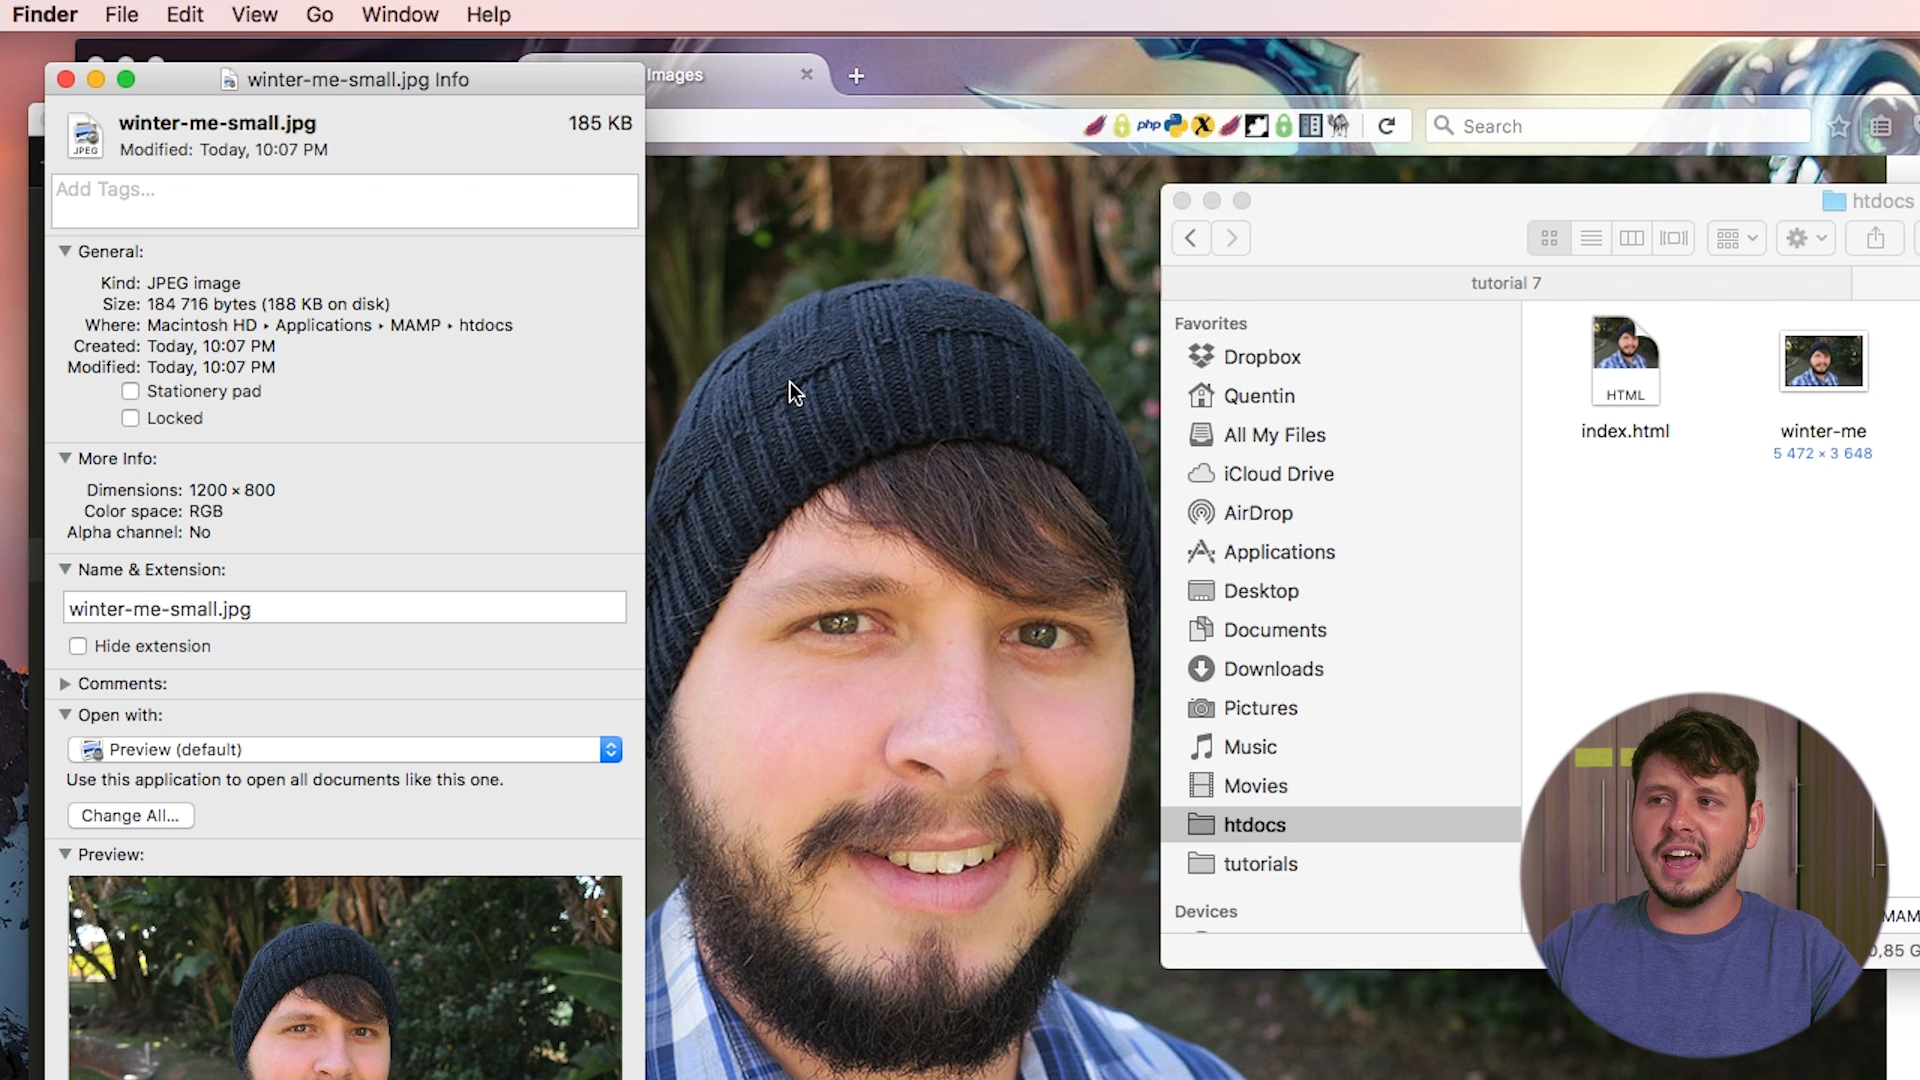 Finder File Edit View Go Window Help
Images
winter-me-small.jpg Info
winter-me-small.jpg 185 KB
Modified: Today, 10:07 PM
Add Tags...
General:
Kind: JPEG image
Size: 184 716 bytes (188 KB on disk)
Where: Macintosh HD ▸ Applications ▸ MAMP ▸ htdocs
Created: Today, 10:07 PM
Modified: Today, 10:07 PM
Stationery pad
Locked
More Info:
Dimensions: 1200 × 800
Color space: RGB
Alpha channel: No
Name & Extension:
winter-me-small.jpg
Hide extension
Comments:
Open with:
Preview (default)
Use this application to open all documents like this one.
Change All...
Preview:
JPEG
php
Search
htdocs
tutorial 7
Favorites
Dropbox
Quentin
All My Files
iCloud Drive
AirDrop
Applications
Desktop
Documents
Downloads
Pictures
Music
Movies
htdocs
tutorials
Devices
HTML
index.html
winter-me
5 472 × 3 648
MAM
0,85 G